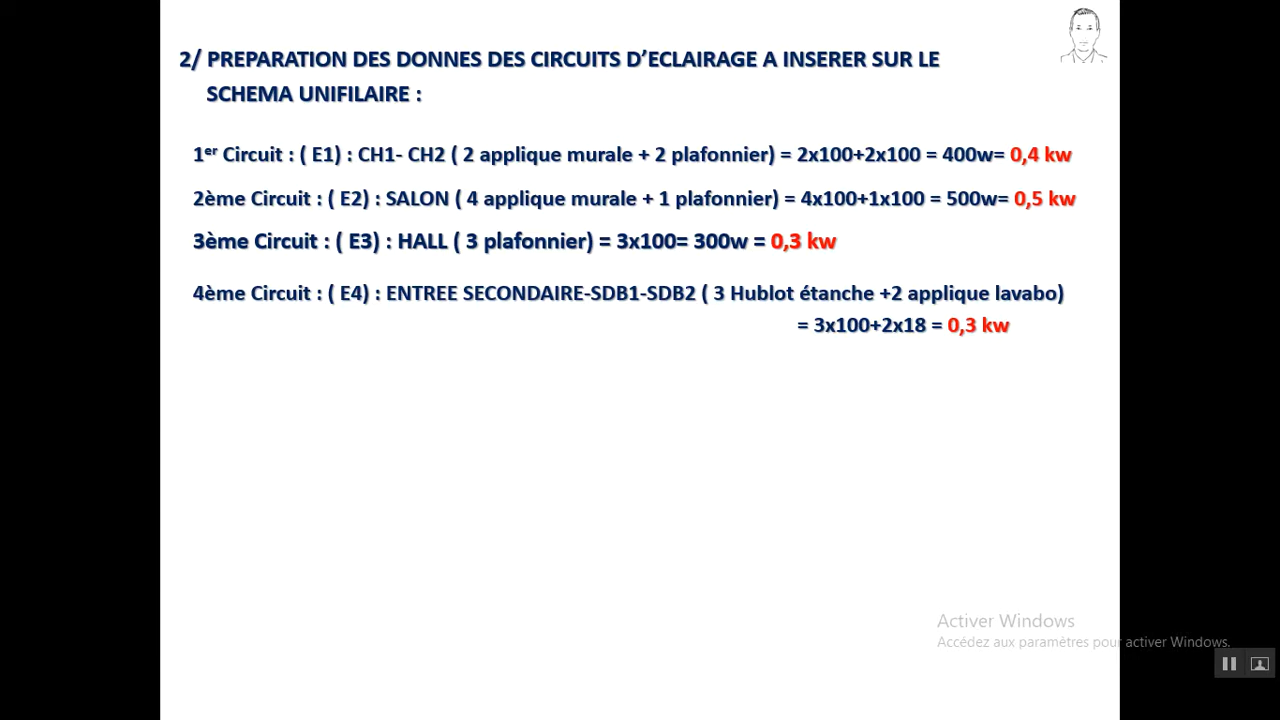 2/ PREPARATION DES DONNES DES CIRCUITS D’ECLAIRAGE A INSERER SUR LE
SCHEMA UNIFILAIRE :
1er Circuit : ( E1) : CH1- CH2 ( 2 applique murale + 2 plafonnier) = 2x100+2x100 = 400w= 0,4 kw
2ème Circuit : ( E2) : SALON ( 4 applique murale + 1 plafonnier) = 4x100+1x100 = 500w= 0,5 kw
3ème Circuit : ( E3) : HALL ( 3 plafonnier) = 3x100= 300w = 0,3 kw
4ème Circuit : ( E4) : ENTREE SECONDAIRE-SDB1-SDB2 ( 3 Hublot étanche +2 applique lavabo)
= 3x100+2x18 = 0,3 kw
Activer Windows
Accédez aux paramètres pour activer Windows.